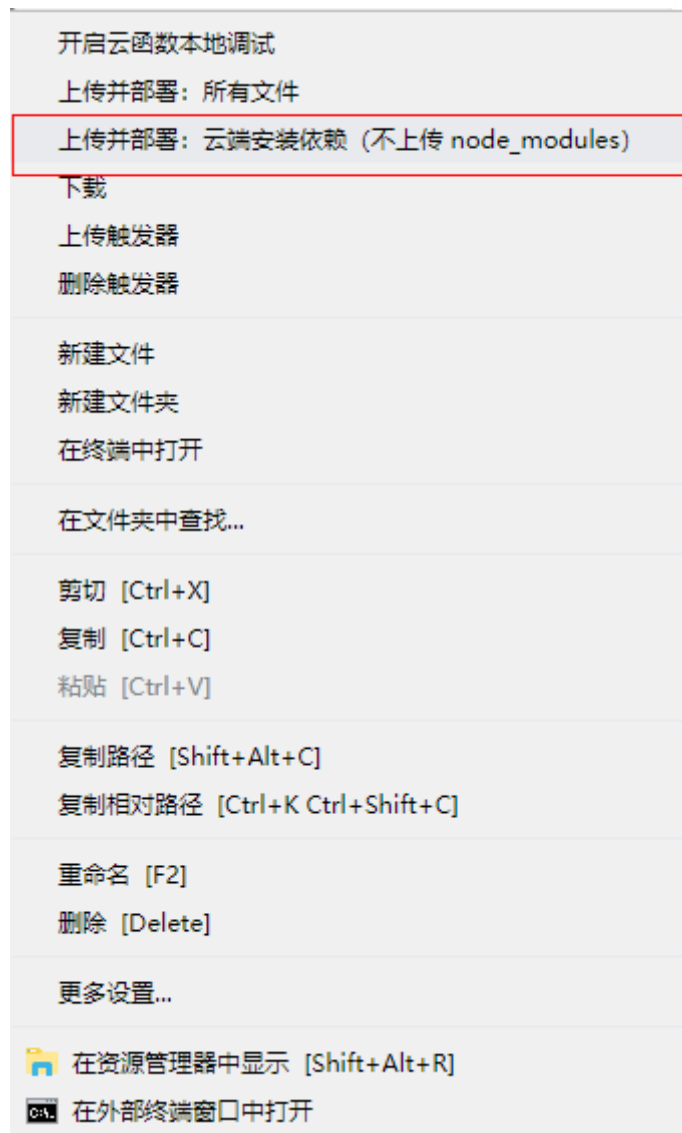 开启云函数本地调试
上传并部署：所有文件
上传并部署：云端安装依赖（不上传 node_modules）
下载
上传触发器
删除触发器
新建文件
新建文件夹
在终端中打开
在文件夹中查找...
剪切 [Ctrl+X]
复制 [Ctrl+C]
粘贴 [Ctrl+V]
复制路径 [Shift+Alt+C]
复制相对路径 [Ctrl+K Ctrl+Shift+C]
重命名 [F2]
删除 [Delete]
更多设置...
在资源管理器中显示 [Shift+Alt+R]
在外部终端窗口中打开